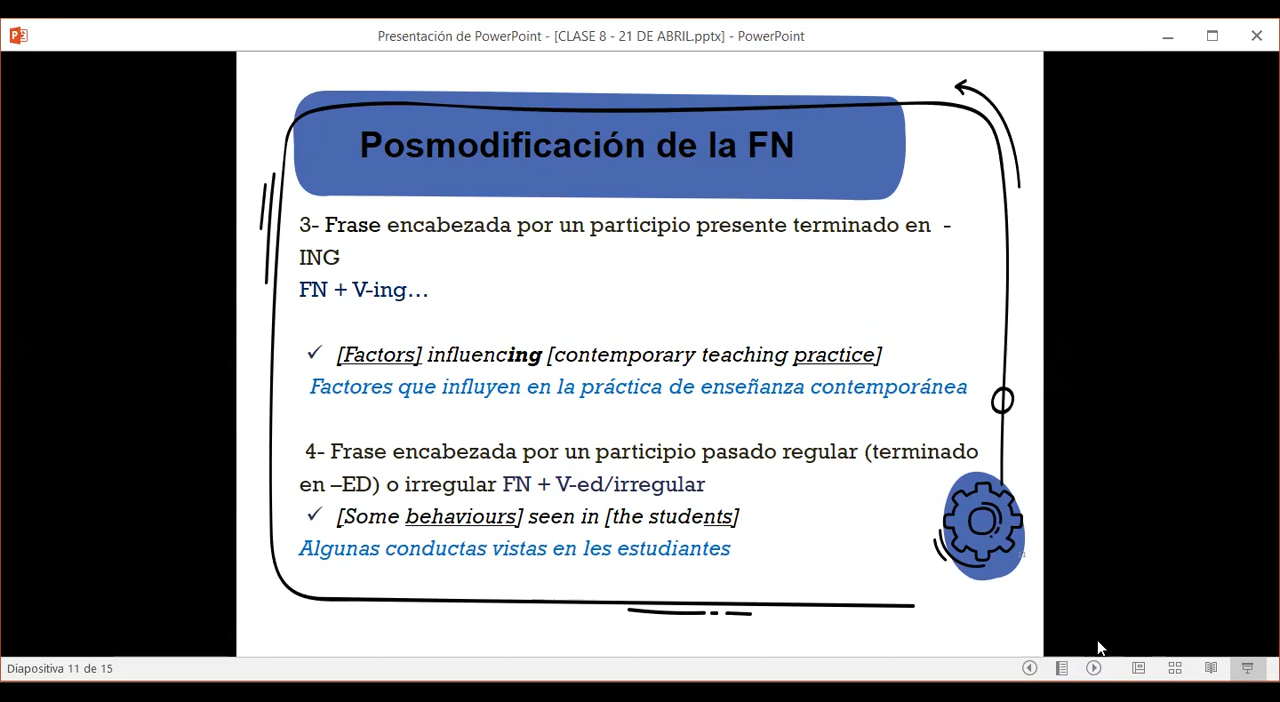 Presentación de PowerPoint - [CLASE 8 - 21 DE ABRIL.pptx] - PowerPoint
Posmodificación de la FN
3- Frase encabezada por un participio presente terminado en -
ING
FN + V-ing…
✓ [Factors] influencing [contemporary teaching practice]
Factores que influyen en la práctica de enseñanza contemporánea
4- Frase encabezada por un participio pasado regular (terminado
en –ED) o irregular FN + V-ed/irregular
✓ [Some behaviours] seen in [the students]
Algunas conductas vistas en les estudiantes
Diapositiva 11 de 15